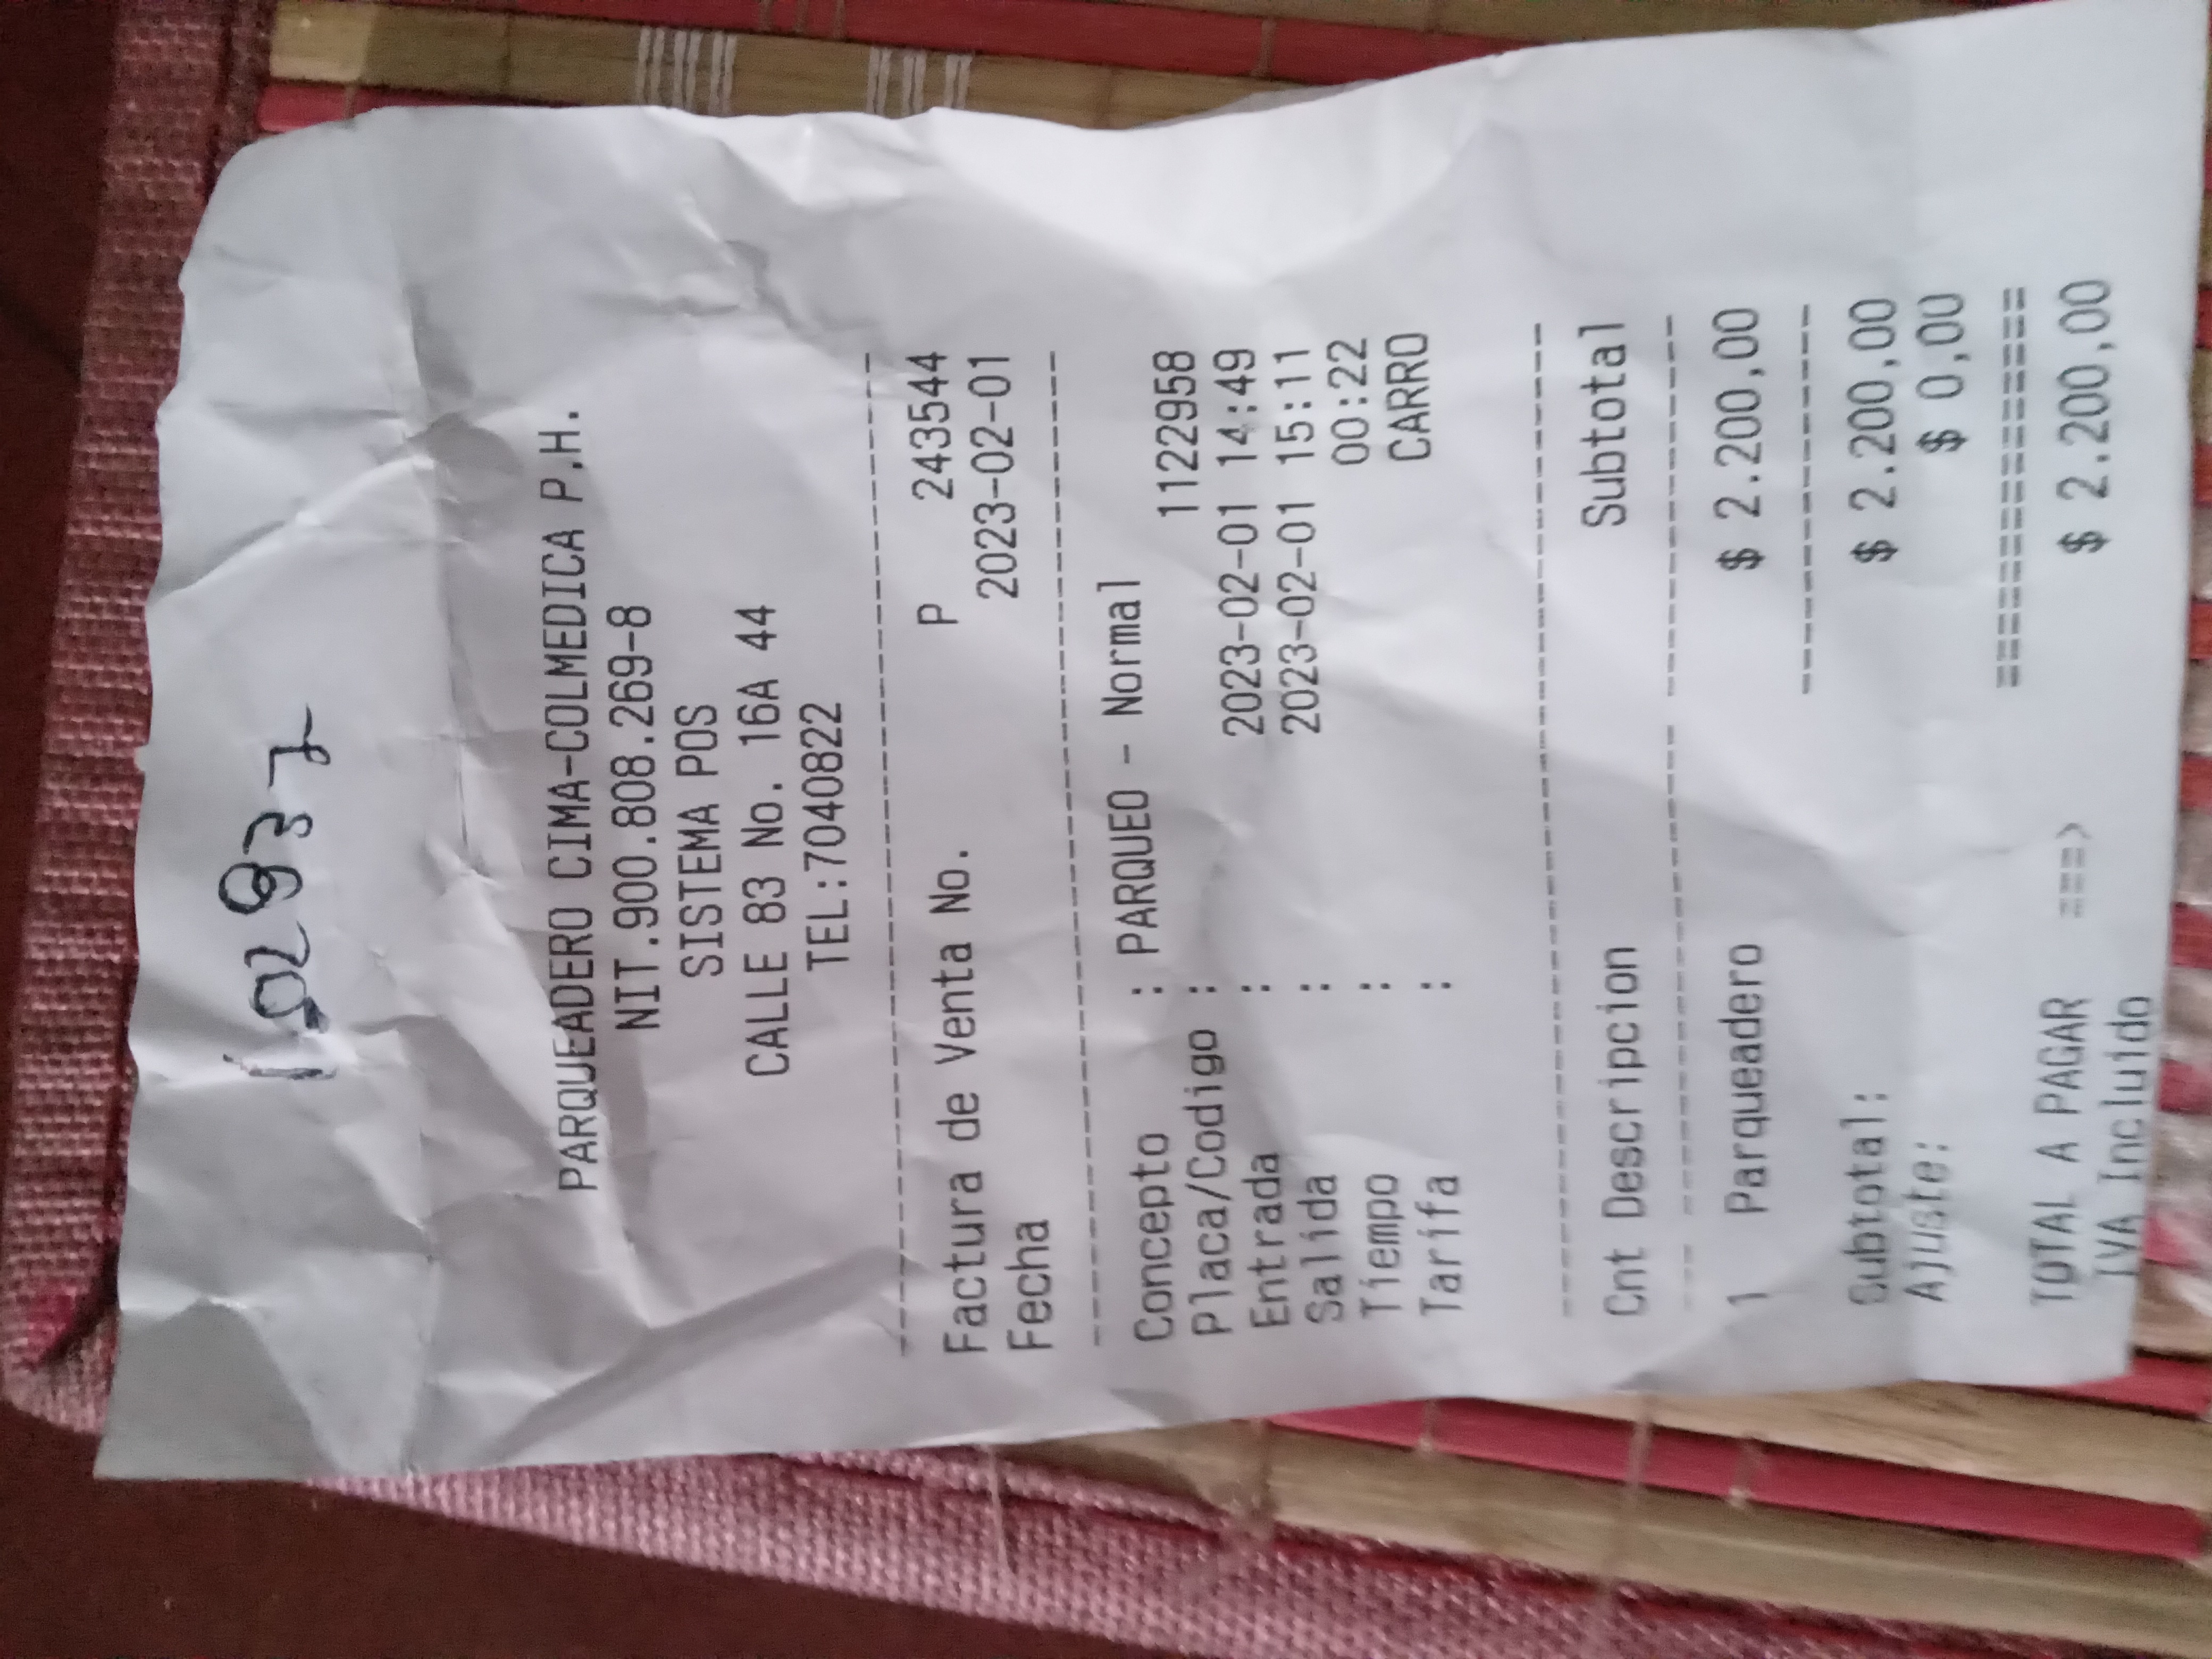 PARQUEADERO CIMA-COLMEDICA P.H.
NIT.900.808.269-8
SISTEMA POS
CALLE 83 No. 16A 44
TEL:7040822
Factura de Venta No. P 243544
Fecha 2023-02-01
Concepto : PARQUEO - Normal
Placa/Codigo : 1122958
Entrada : 2023-02-01 14:49
Salida : 2023-02-01 15:11
Tiempo : 00:22
Tarifa : CARRO
Cnt Descripcion Subtotal
1 Parqueadero $ 2.200,00
Subtotal: $ 2.200,00
Ajuste: $ 0,00
TOTAL A PAGAR ===> $ 2.200,00
IVA Incluido